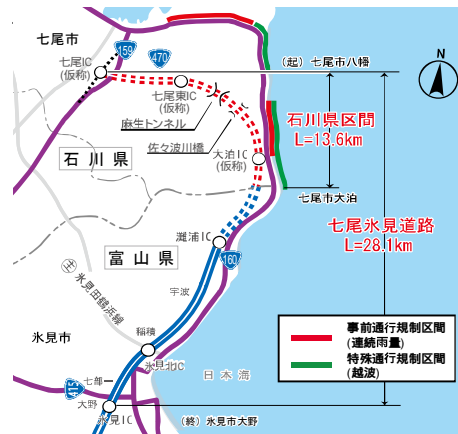 七尾市
159
470
(起) 七尾市八幡
N
七尾IC
(仮称)
七尾東IC
(仮称)
麻生トンネル
石川県区間
L=13.6km
石川県
佐々波川橋
大泊IC
(仮称)
七尾市大泊
七尾氷見道路
L=28.1km
灘浦IC
富山県
160
主 氷見田鶴浜線
宇波
氷見市
稲積
氷見北IC
日本海
事前通行規制区間
(連続雨量)
特殊通行規制区間
(越波)
415
七部一
大野
氷見IC
(終) 氷見市大野